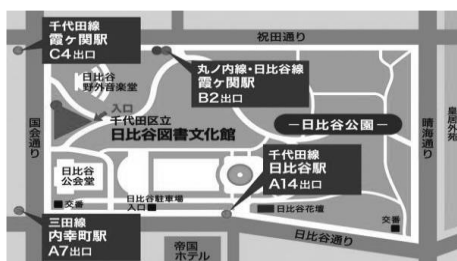 千代田線
霞ヶ関駅
C4出口
祝田通り
丸ノ内線・日比谷線
霞ヶ関駅
B2出口
日比谷
野外音楽堂
入口
千代田区立
日比谷図書文化館
日比谷公園
国会通り
晴海通り
皇居外苑
千代田線
日比谷駅
A14出口
日比谷
公会堂
交番
日比谷駐車場
入口
日比谷花壇
交番
三田線
内幸町駅
A7出口
日比谷通り
帝国
ホテル